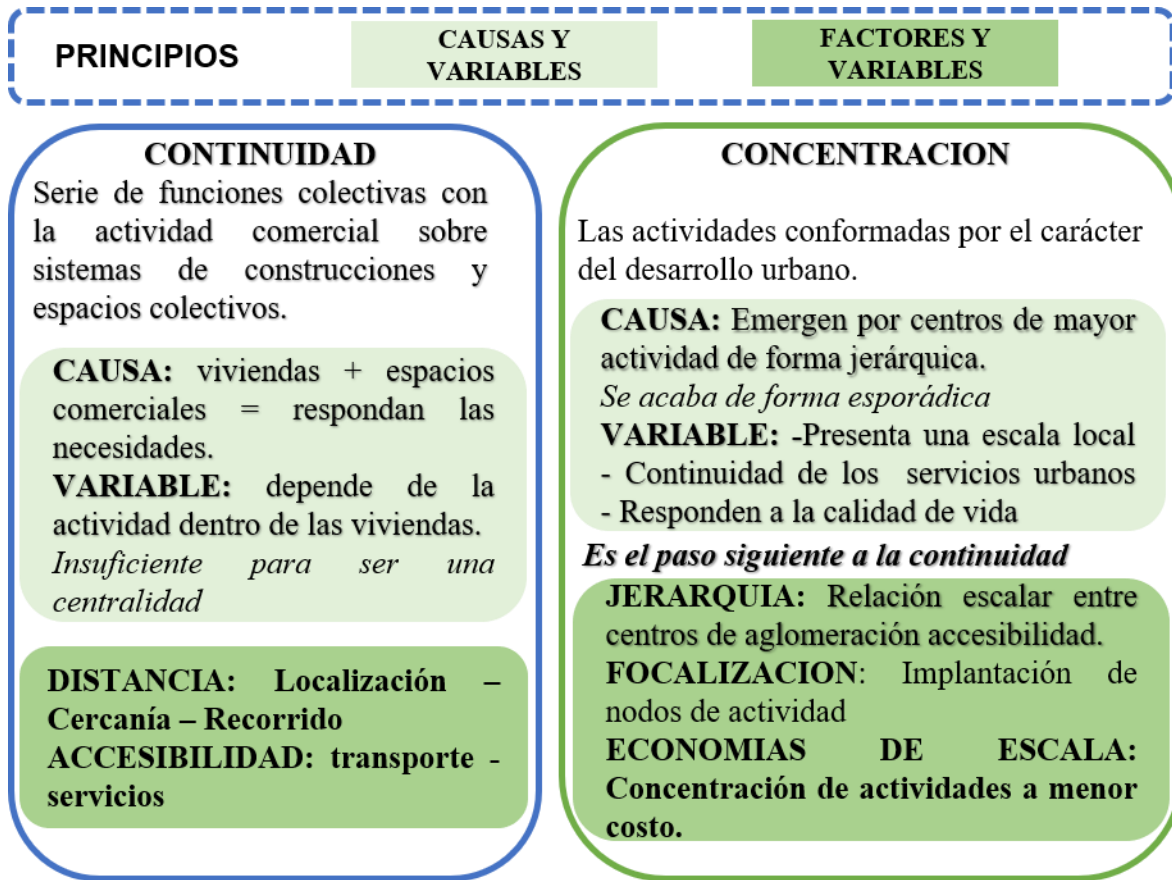 PRINCIPIOS
CAUSAS Y
VARIABLES
FACTORES Y
VARIABLES
CONTINUIDAD
Serie de funciones colectivas con
la actividad comercial sobre
sistemas de construcciones y
espacios colectivos.
CAUSA: viviendas + espacios
comerciales = respondan las
necesidades.
VARIABLE: depende de la
actividad dentro de las viviendas.
Insuficiente para ser una
centralidad
DISTANCIA: Localización –
Cercanía – Recorrido
ACCESIBILIDAD: transporte -
servicios
CONCENTRACION
Las actividades conformadas por el carácter
del desarrollo urbano.
CAUSA: Emergen por centros de mayor
actividad de forma jerárquica.
Se acaba de forma esporádica
VARIABLE: -Presenta una escala local
- Continuidad de los servicios urbanos
- Responden a la calidad de vida
Es el paso siguiente a la continuidad
JERARQUIA: Relación escalar entre
centros de aglomeración accesibilidad.
FOCALIZACION: Implantación de
nodos de actividad
ECONOMIAS DE ESCALA:
Concentración de actividades a menor
costo.